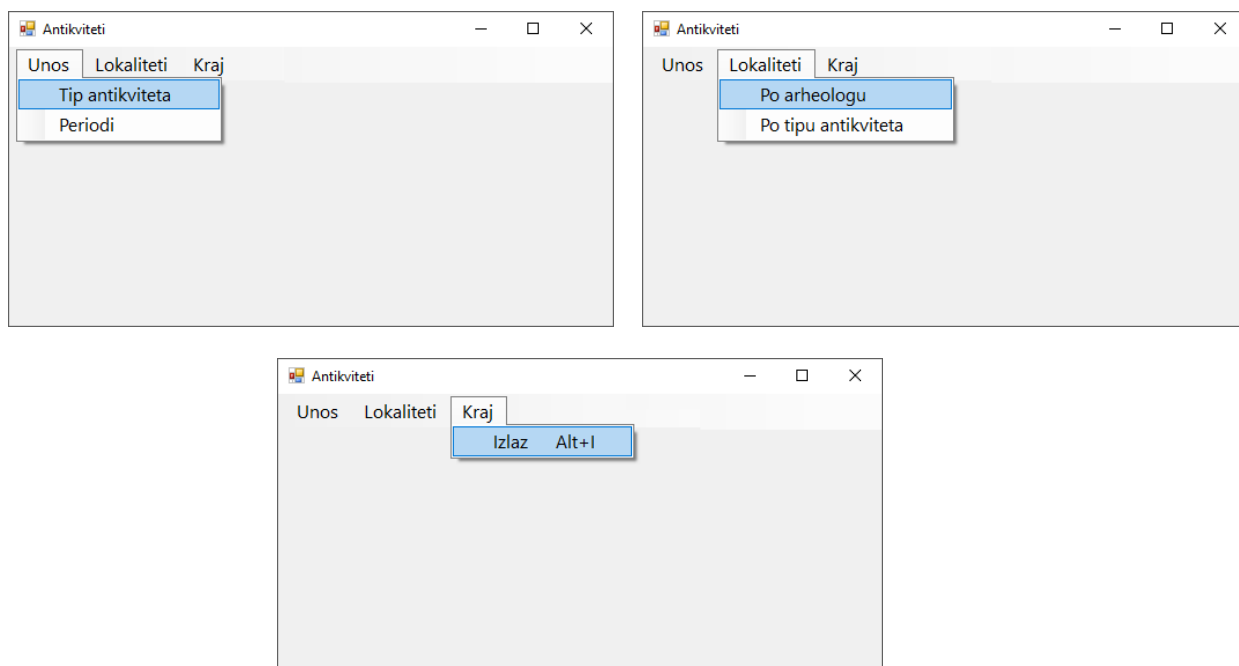 Antikviteti
Unos Lokaliteti Kraj
Tip antikviteta
Periodi
Antikviteti
Unos Lokaliteti Kraj
Po arheologu
Po tipu antikviteta
Antikviteti
Unos Lokaliteti Kraj
Izlaz Alt+I